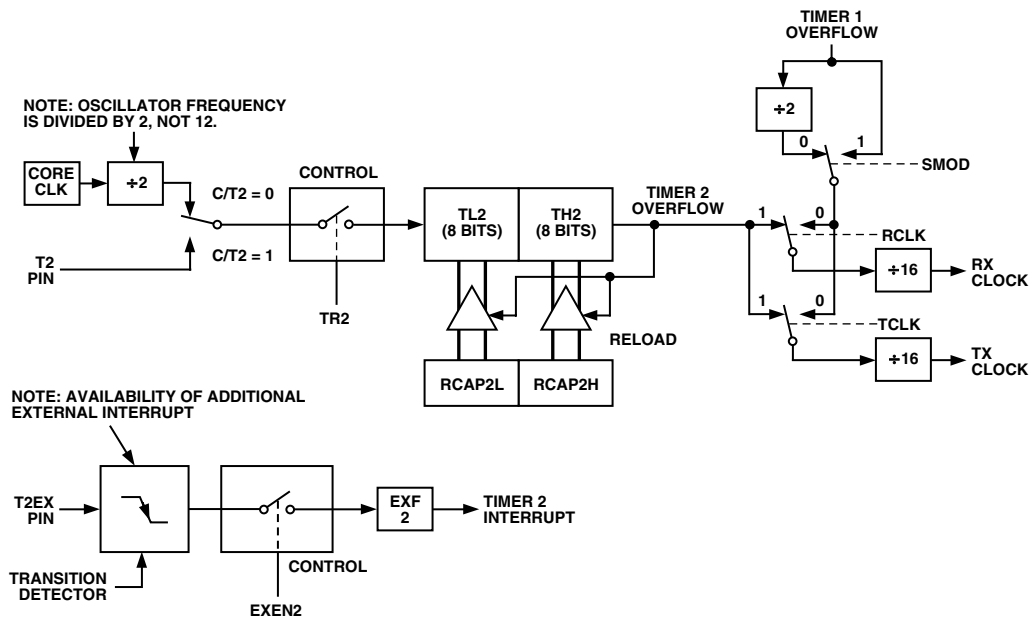 TIMER 1
OVERFLOW
NOTE: OSCILLATOR FREQUENCY
IS DIVIDED BY 2, NOT 12.
÷2
0
1
SMOD
CORE
CLK
÷2
C/T2 = 0
C/T2 = 1
T2
PIN
CONTROL
TR2
TL2
(8 BITS)
TH2
(8 BITS)
TIMER 2
OVERFLOW
1
0
RCLK
÷16
RX
CLOCK
1
0
TCLK
÷16
TX
CLOCK
RELOAD
RCAP2L
RCAP2H
NOTE: AVAILABILITY OF ADDITIONAL
EXTERNAL INTERRUPT
T2EX
PIN
TRANSITION
DETECTOR
CONTROL
EXEN2
EXF
2
TIMER 2
INTERRUPT